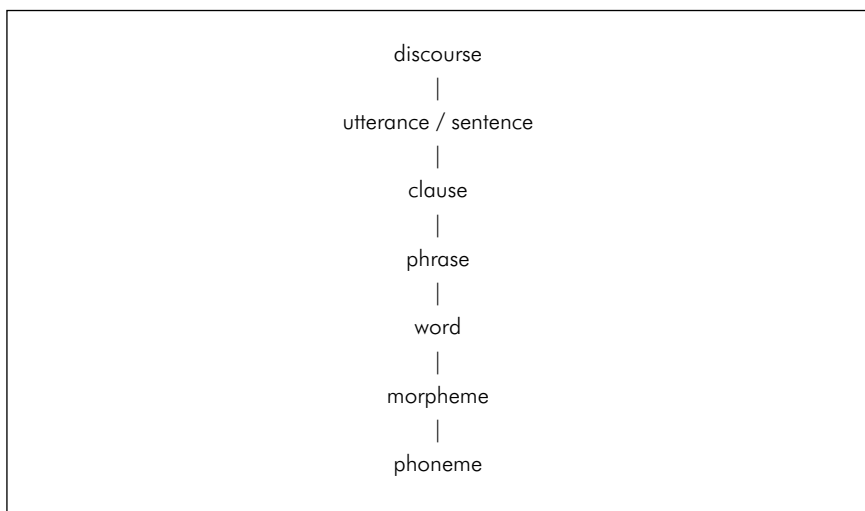 discourse
utterance / sentence
clause
phrase
word
morpheme
phoneme